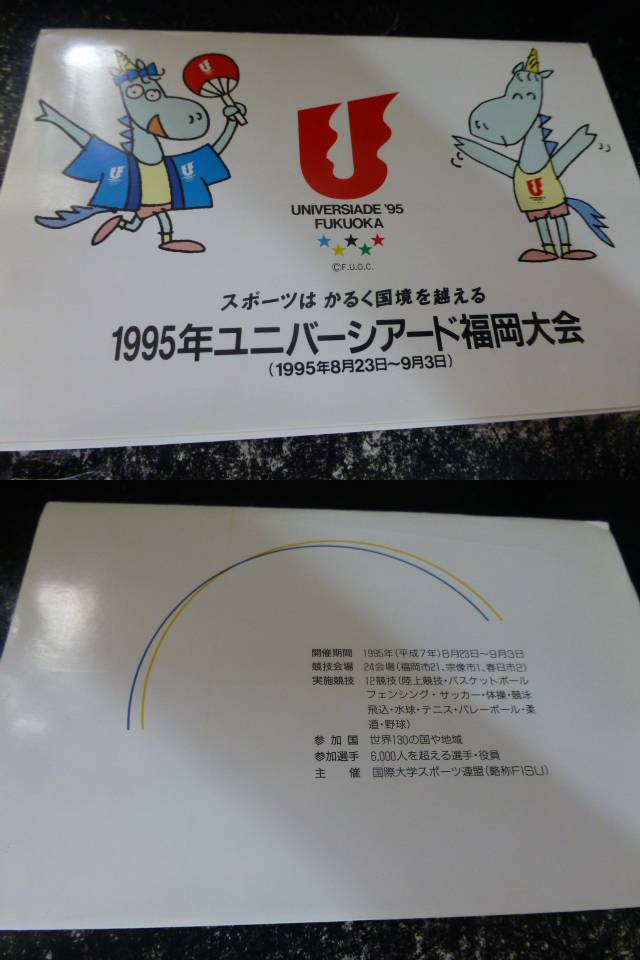 UNIVERSIADE '95
FUKUOKA
©F.U.O.C.
スポーツは かるく国境を越える
1995年ユニバーシアード福岡大会
(1995年8月23日〜9月3日)
開催期間 1995年(平成7年)8月23日〜9月3日
競技会場 24会場(福岡市21、宗像市1、春日市2)
実施競技 12競技(陸上競技・バスケットボール
フェンシング・サッカー・体操・競泳
飛込・水球・テニス・バレーボール・柔
道・野球)
参加国 世界130の国や地域
参加選手 6,000人を超える選手・役員
主催 国際大学スポーツ連盟(略称FISU)